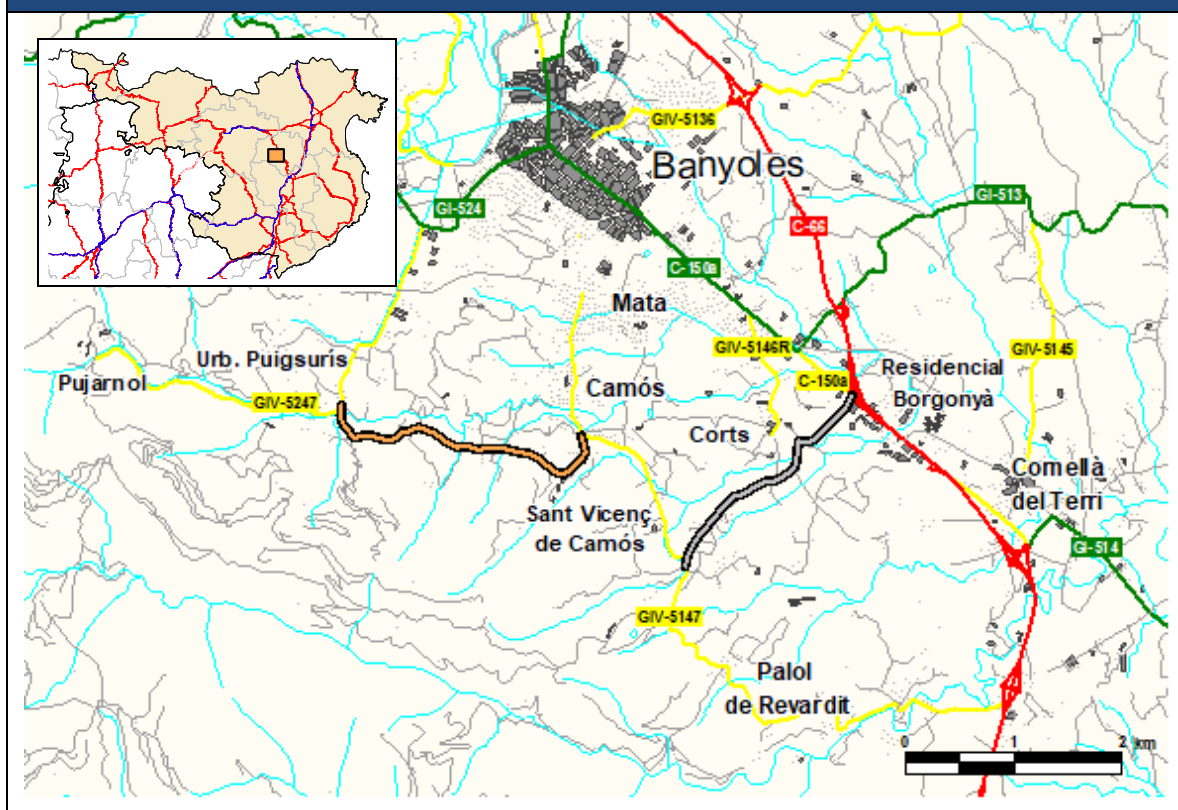 GIV-5136
Banyoles
GI-524
GI-513
C-66
C-150a
Mata
GIV-5146R
GIV-5145
Urb. Puigsuris
Pujarnol
C-150a
Residencial
Borgonyà
Camós
GIV-5247
Corts
Cornellà
del Terri
Sant Vicenç
de Camós
GI-514
GIV-5147
Palol
de Revardit
0 1 2 km